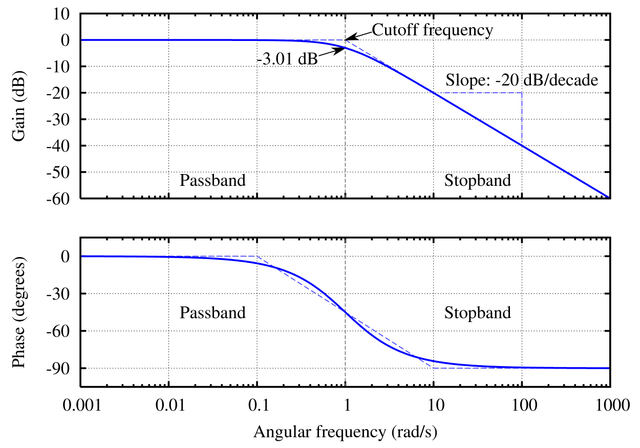 10
0
-10
-20
-30
-40
-50
-60
Gain (dB)
Cutoff frequency
-3.01 dB
Slope: -20 dB/decade
Passband
Stopband
0
-30
-60
-90
Phase (degrees)
Passband
Stopband
0.001
0.01
0.1
1
10
100
1000
Angular frequency (rad/s)